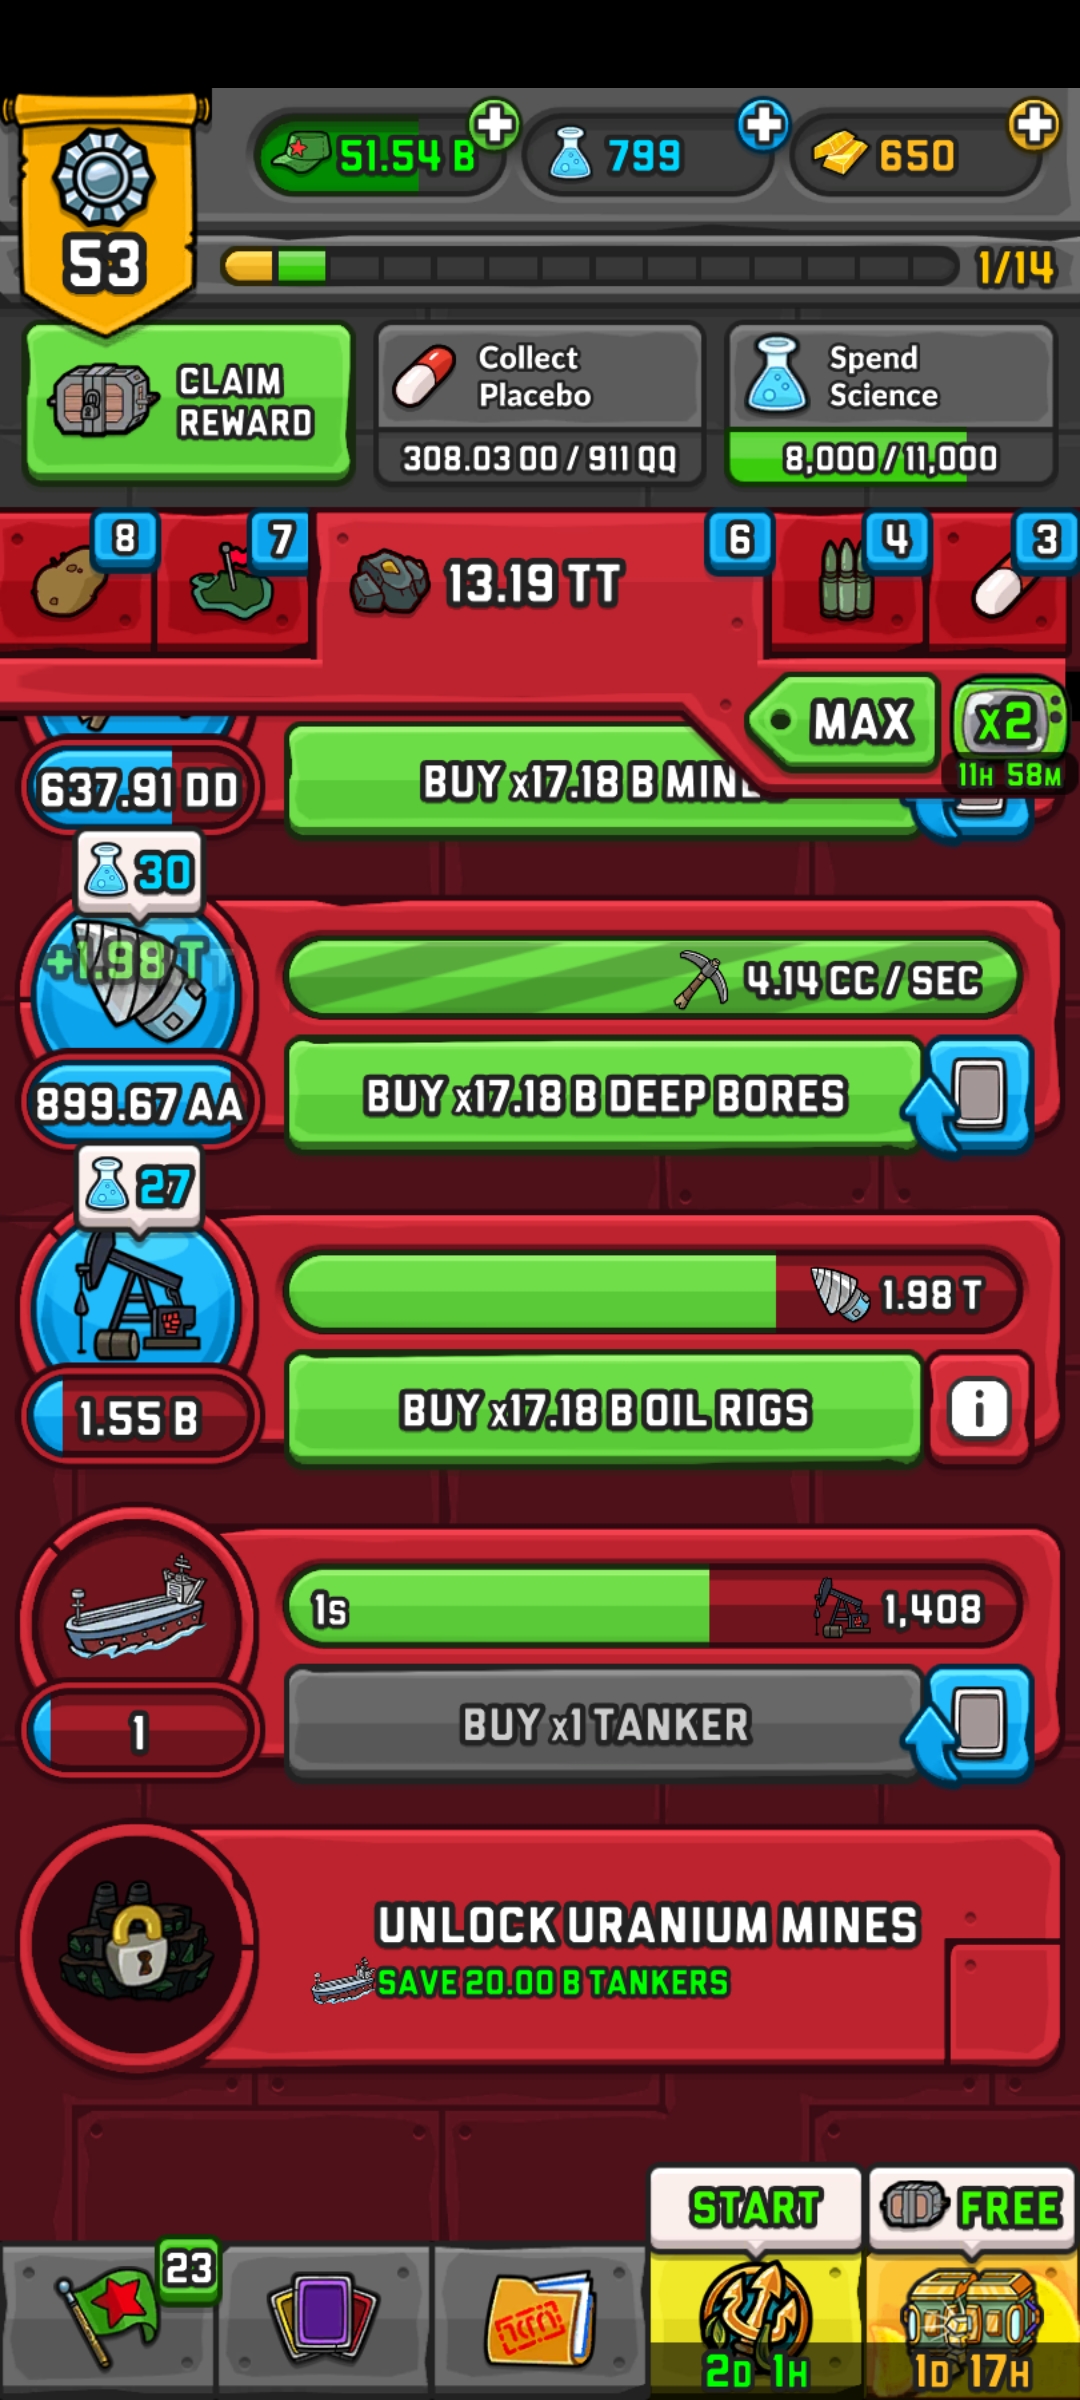 51.54 B
799
650
53
1/14
CLAIM
REWARD
Collect
Placebo
308.03 OO / 911 QQ
Spend
Science
8,000 / 11,000
8
7
13.19 TT
6
4
3
MAX
x2
11H 58M
637.91 DD
BUY x17.18 B MINE
30
+1.98 T
4.14 CC / SEC
899.67 AA
BUY x17.18 B DEEP BORES
27
1.98 T
1.55 B
BUY x17.18 B OIL RIGS
i
1s
1,408
1
BUY x1 TANKER
UNLOCK URANIUM MINES
SAVE 20.00 B TANKERS
START
FREE
23
2D 1H
1D 17H